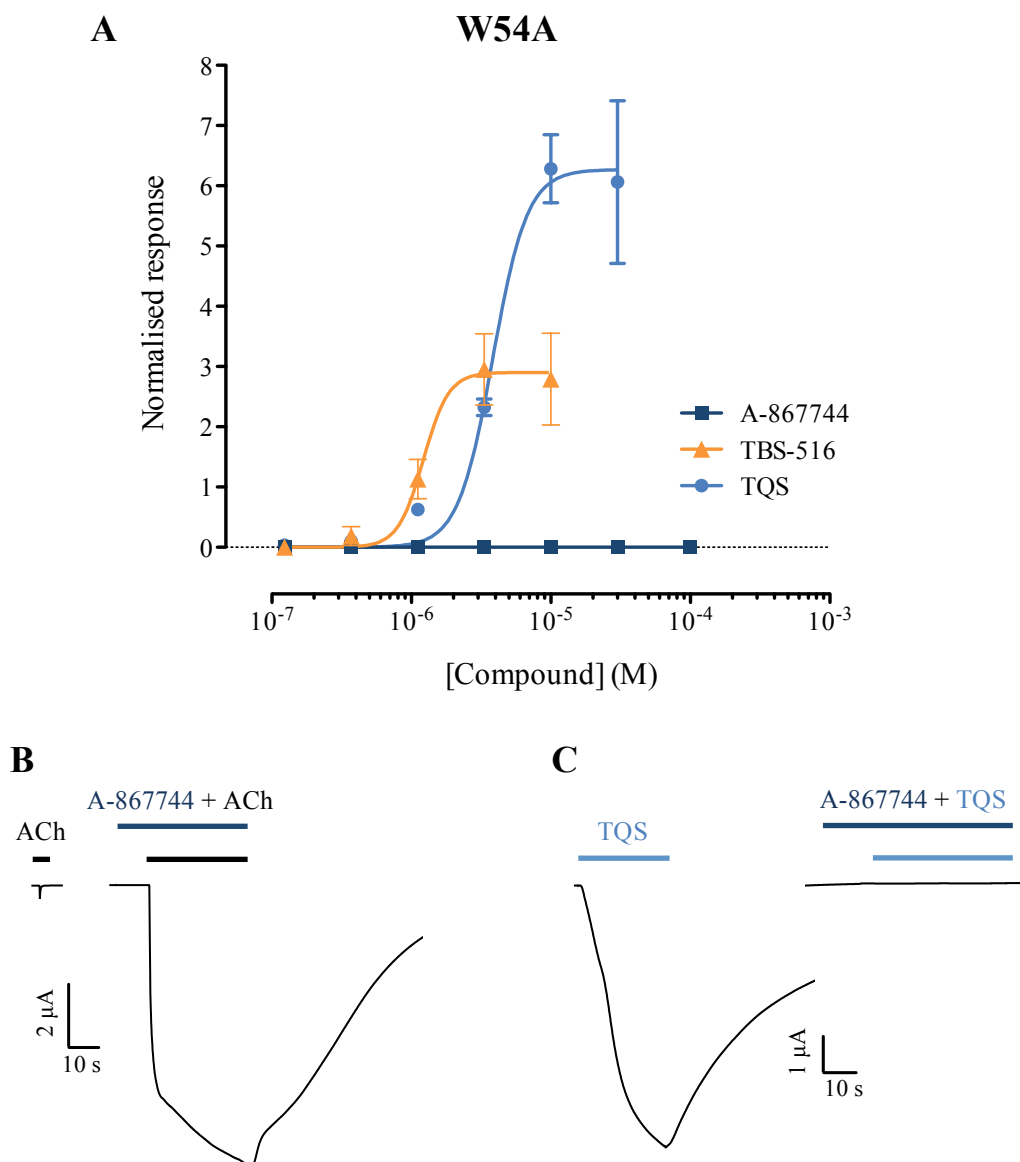 A
W54A
8
7
6
5
4
3
2
1
0
Normalised response
A-867744
TBS-516
TQS
10-7
10-6
10-5
10-4
10-3
[Compound] (M)
B
A-867744 + ACh
ACh
2 μA
10 s
C
TQS
A-867744 + TQS
1 μA
10 s